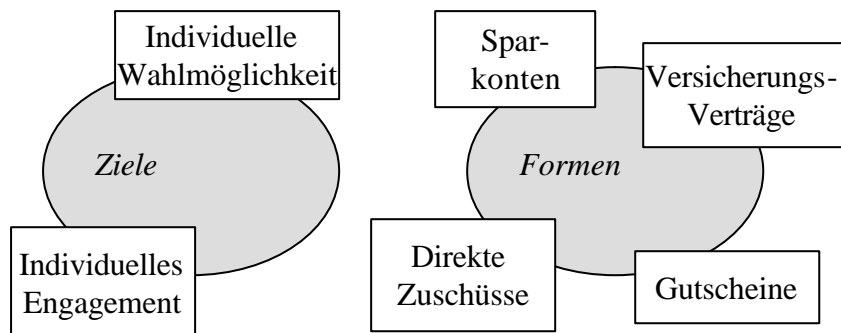 Individuelle
Wahlmöglichkeit
Ziele
Individuelles
Engagement
Spar-
konten
Versicherungs-
Verträge
Formen
Direkte
Zuschüsse
Gutscheine